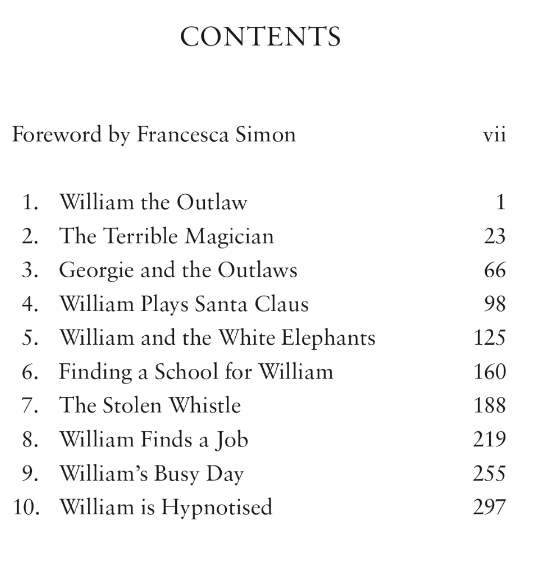 CONTENTS
Foreword by Francesca Simon vii
1. William the Outlaw 1
2. The Terrible Magician 23
3. Georgie and the Outlaws 66
4. William Plays Santa Claus 98
5. William and the White Elephants 125
6. Finding a School for William 160
7. The Stolen Whistle 188
8. William Finds a Job 219
9. William's Busy Day 255
10. William is Hypnotised 297